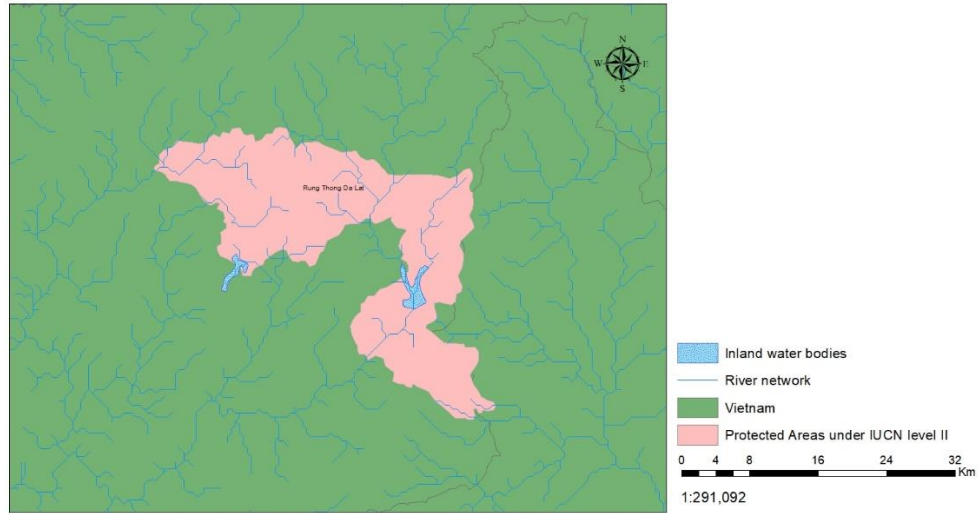 N
W E
S
Rung Thong Da Lat
Inland water bodies
River network
Vietnam
Protected Areas under IUCN level II
0 4 8 16 24 32
Km
1:291,092